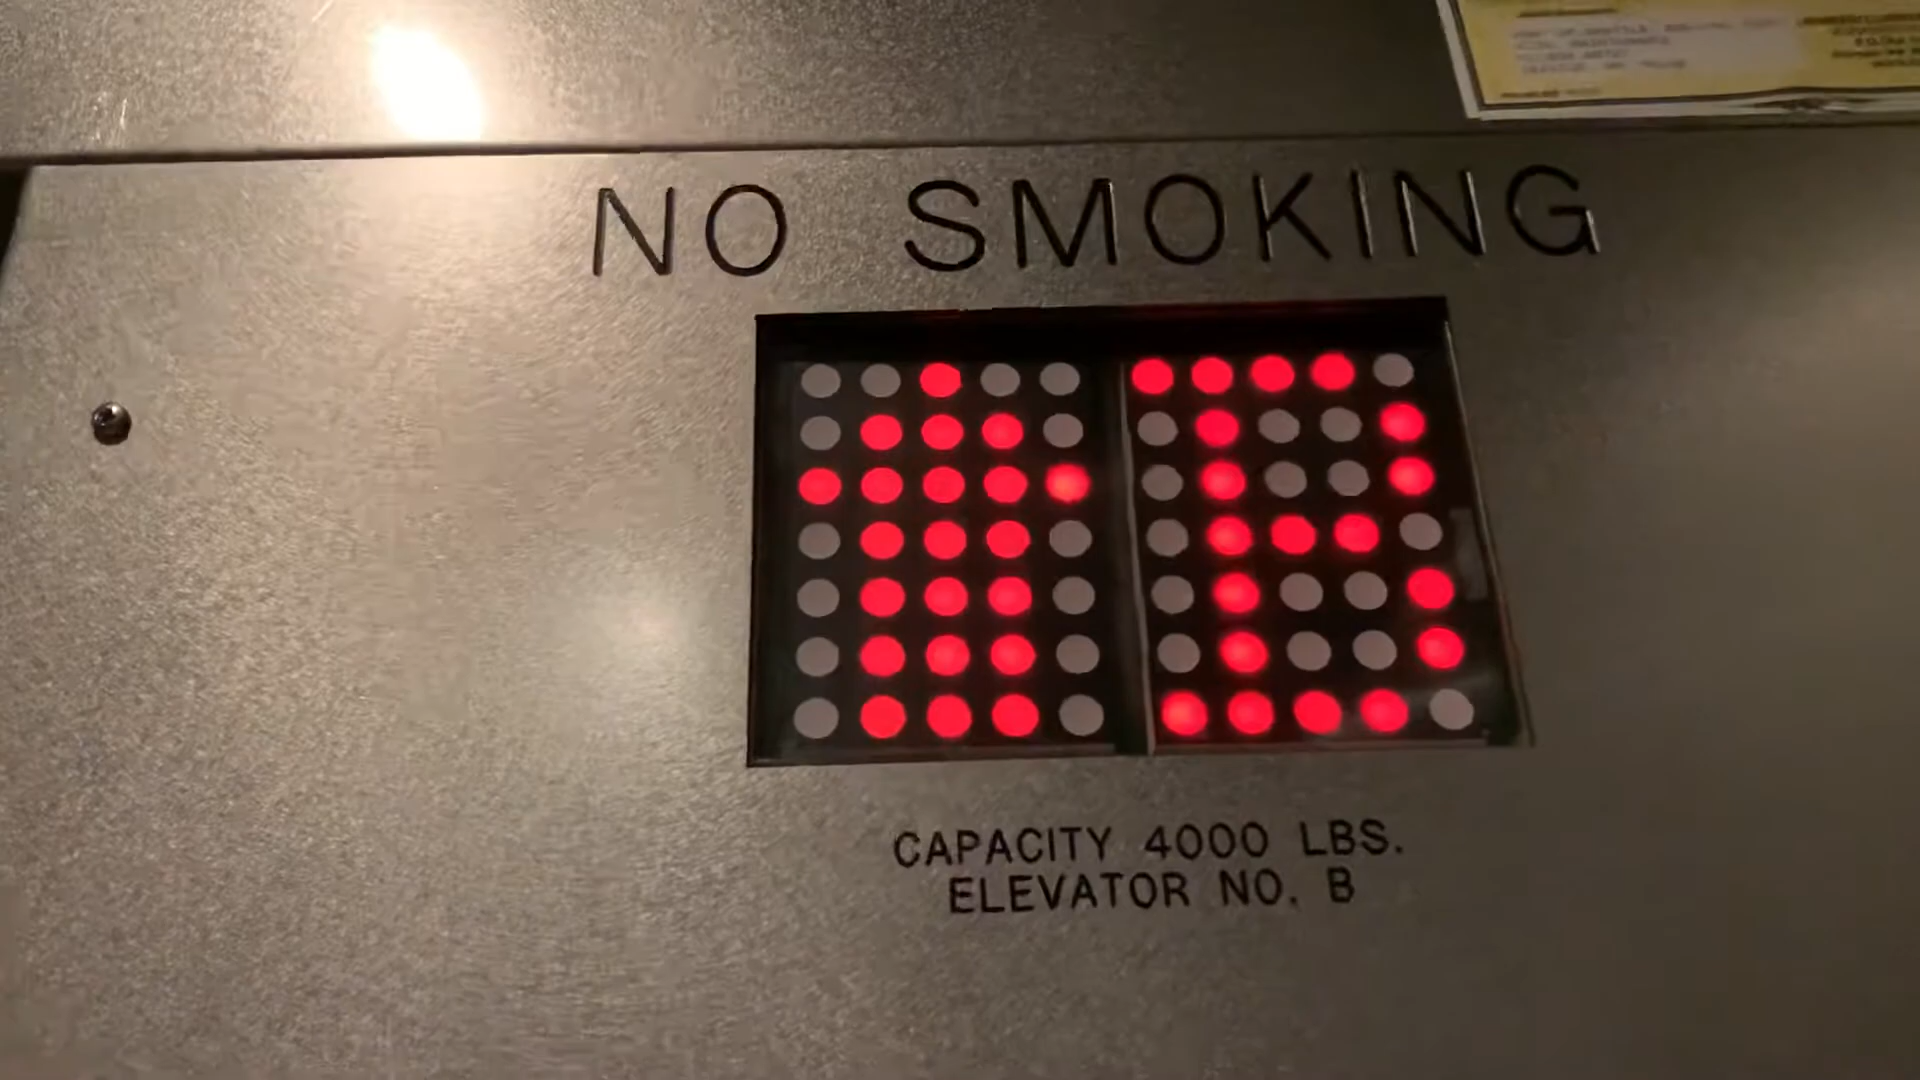 NO SMOKING
B
CAPACITY 4000 LBS.
ELEVATOR NO. B